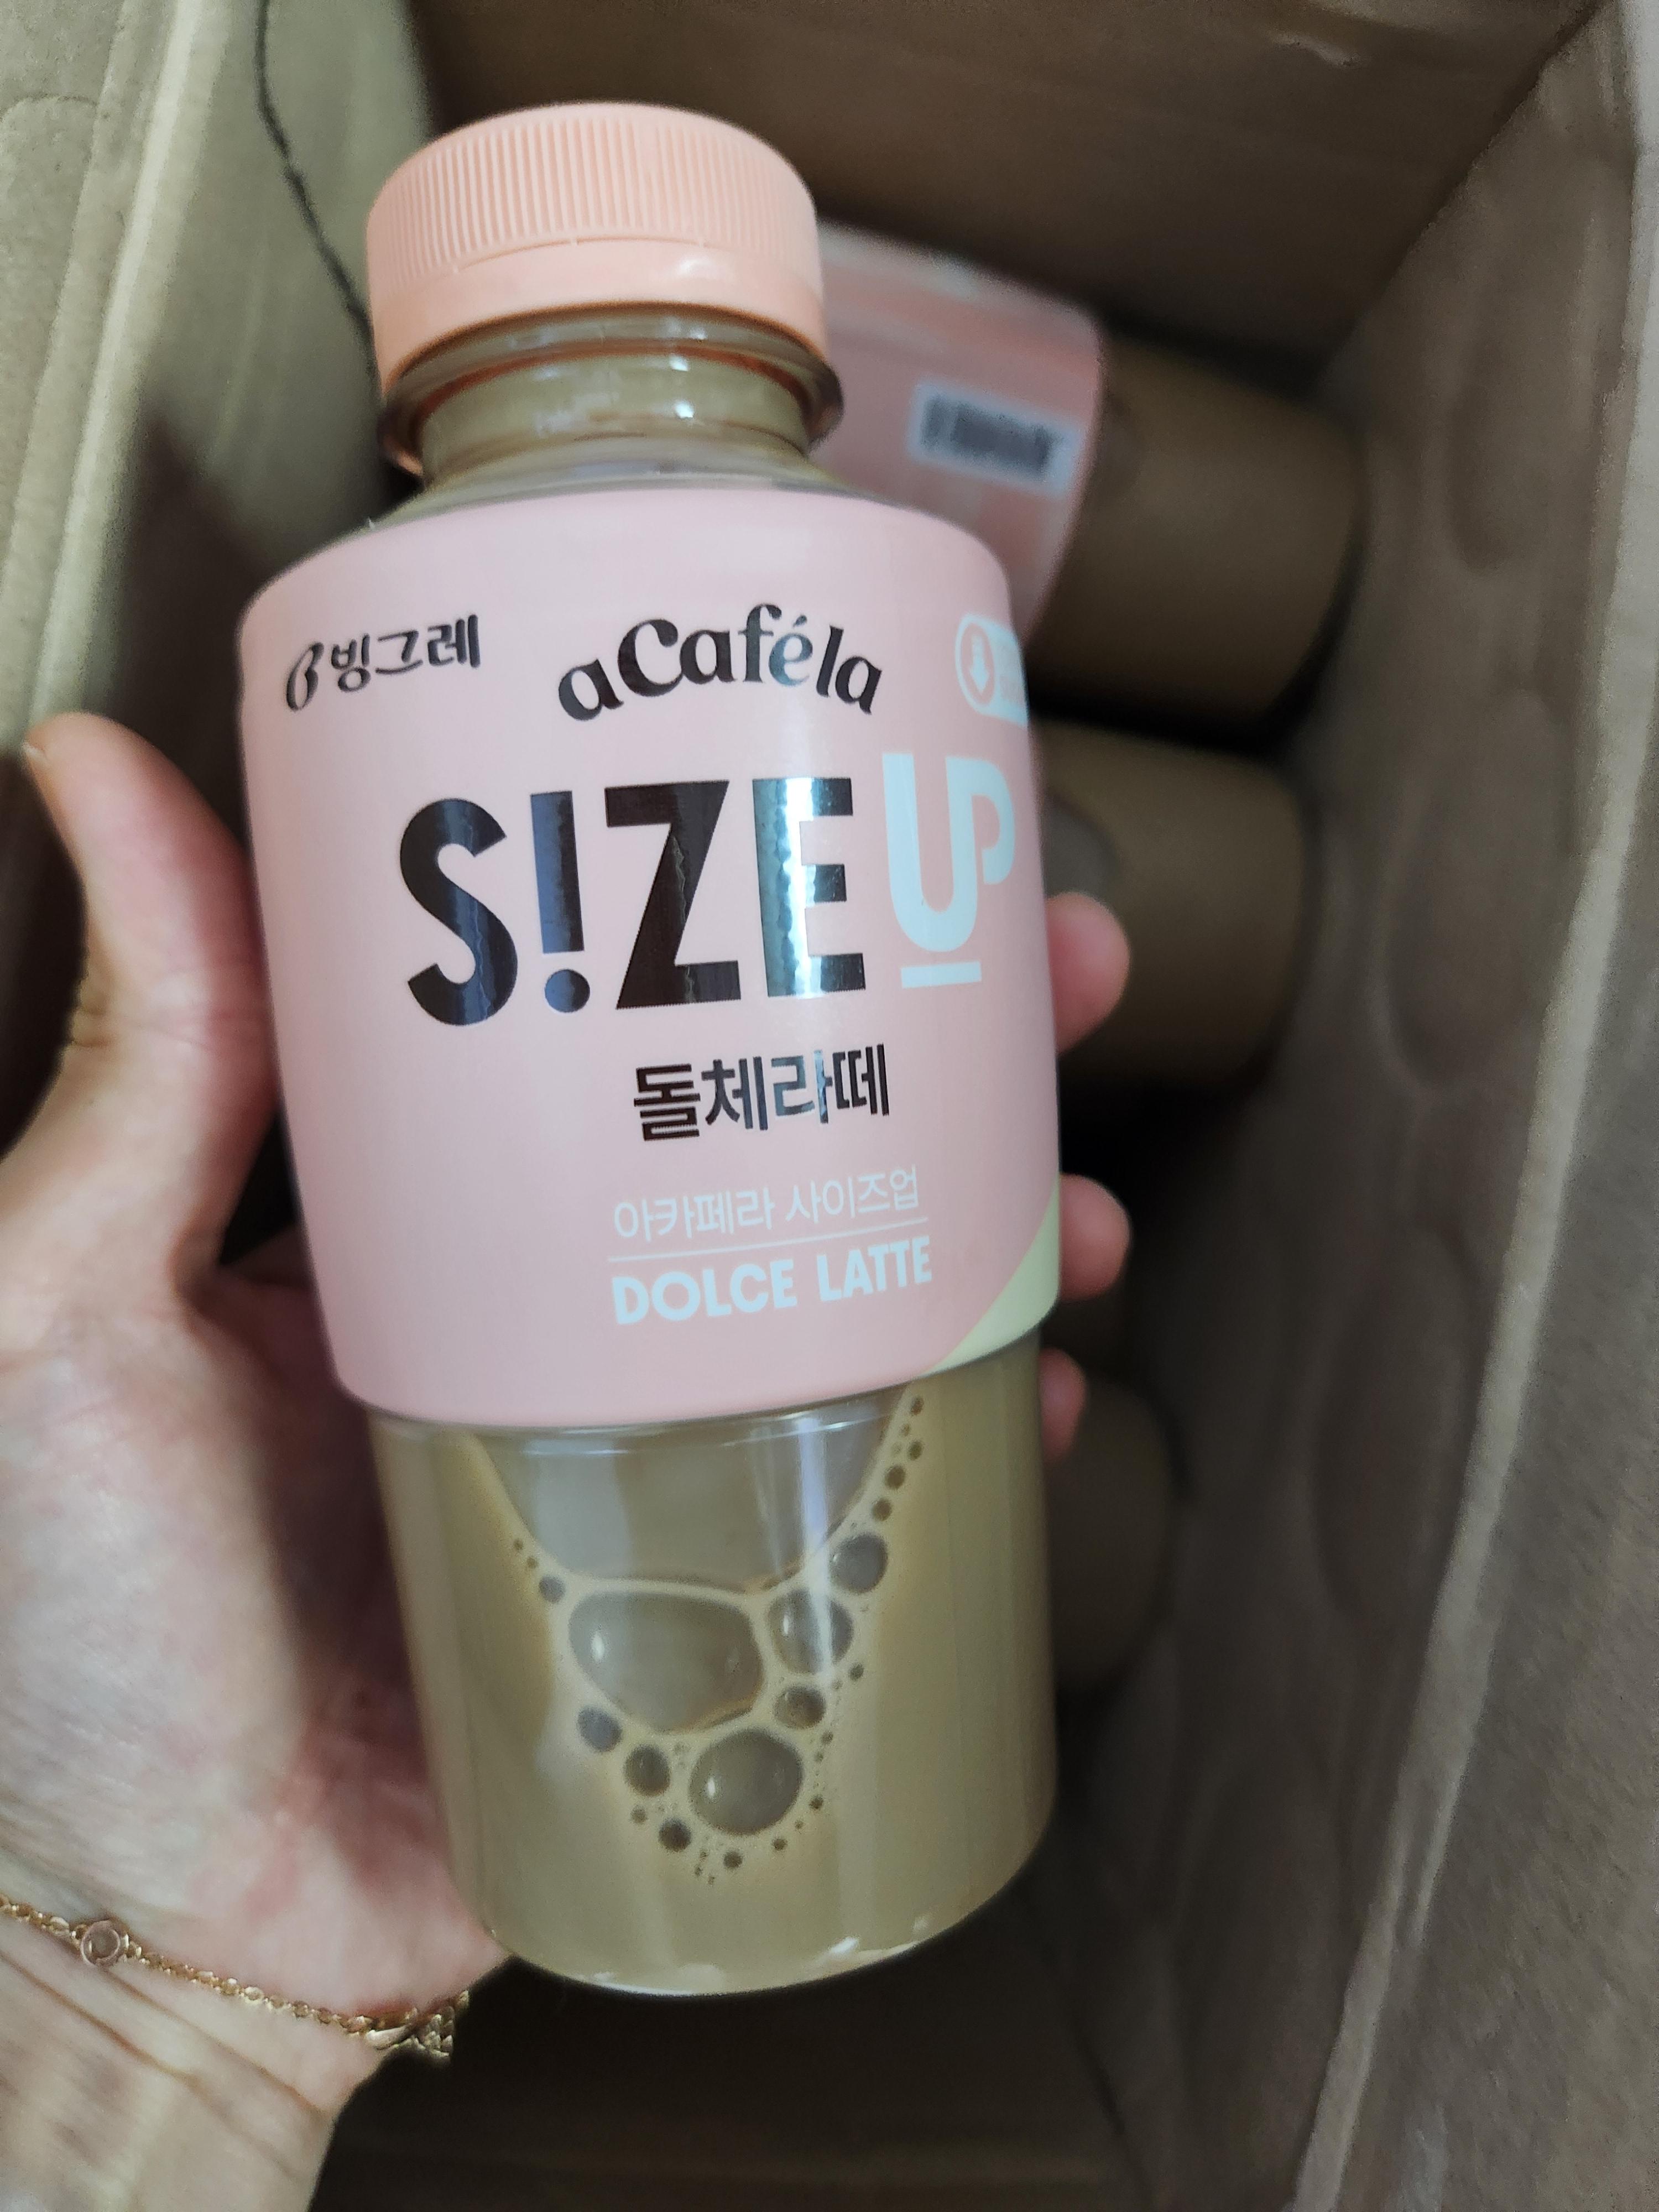 빙그레
aCaféla
S!ZE UP
돌체라떼
아카페라 사이즈업
DOLCE LATTE